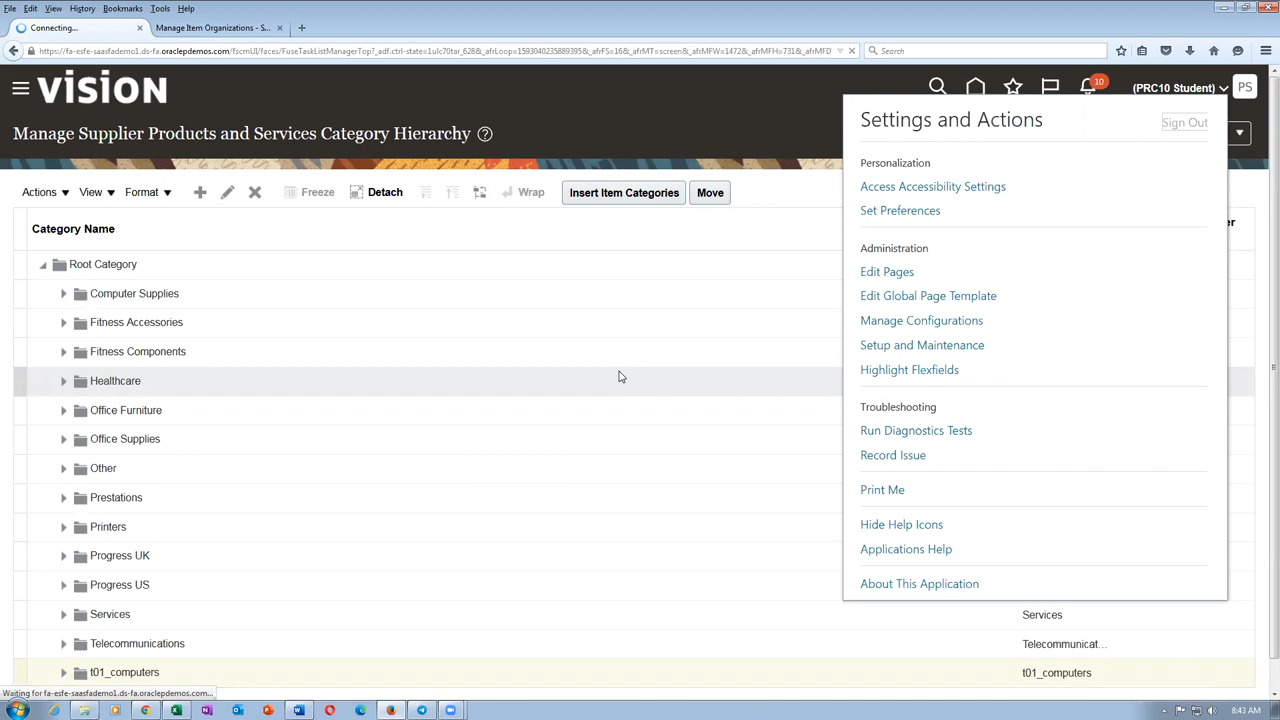 File Edit View History Bookmarks Tools Help
Connecting...
Manage Item Organizations - S...
https://fa-esfe-saasfademo1.ds-fa.oraclepdemos.com/fscmUI/faces/FuseTaskListManagerTop?_adf.ctrl-state=1ulc70tar_628&_afrLoop=15930402358893395&_afrFS=16&_afrMT=screen&_afrMFW=1472&_afrMFH=731&_afrMFD
Search
vision
10
(PRC10 Student)
PS
Manage Supplier Products and Services Category Hierarchy
Actions View Format Freeze Detach Wrap Insert Item Categories Move
Category Name
er
Root Category
Computer Supplies
Fitness Accessories
Fitness Components
Healthcare
Office Furniture
Office Supplies
Other
Prestations
Printers
Progress UK
Progress US
Services
Services
Telecommunications
Telecommunicat...
t01_computers
t01_computers
Settings and Actions
Sign Out
Personalization
Access Accessibility Settings
Set Preferences
Administration
Edit Pages
Edit Global Page Template
Manage Configurations
Setup and Maintenance
Highlight Flexfields
Troubleshooting
Run Diagnostics Tests
Record Issue
Print Me
Hide Help Icons
Applications Help
About This Application
Waiting for fa-esfe-saasfademo1.ds-fa.oraclepdemos.com...
8:43 AM